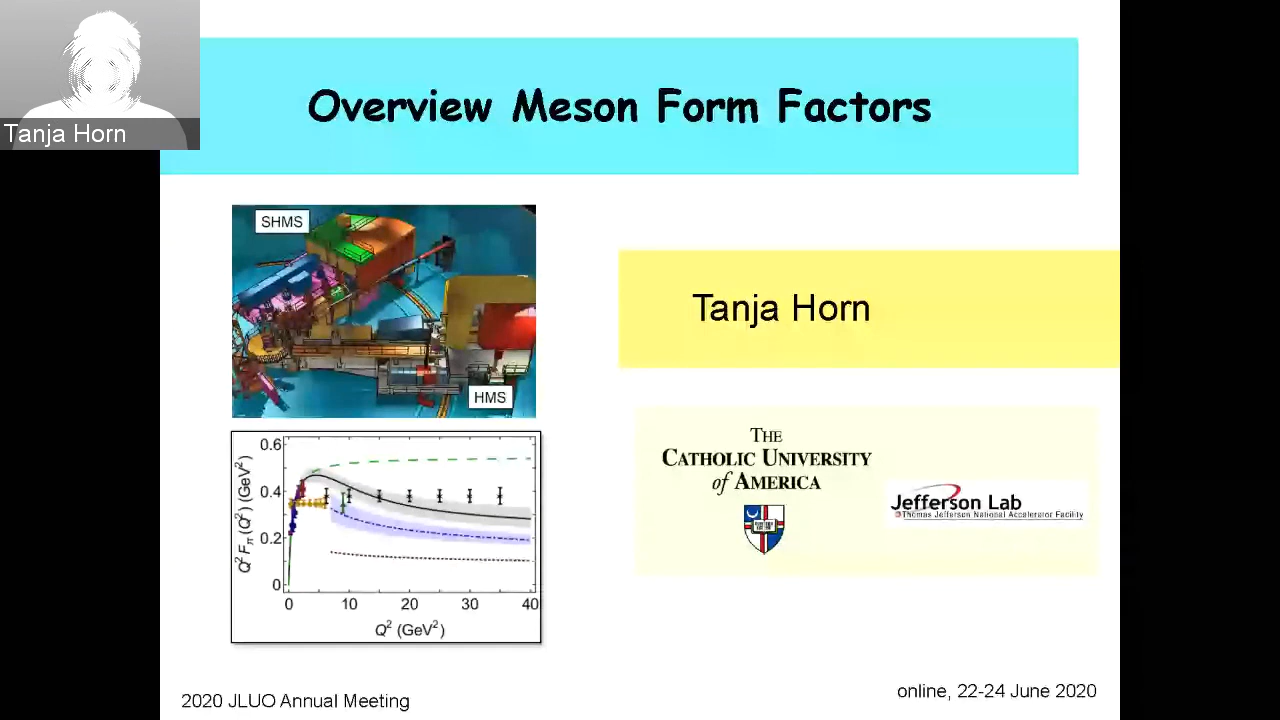 Tanja Horn
Overview Meson Form Factors
SHMS
HMS
Tanja Horn
THE
CATHOLIC UNIVERSITY
of AMERICA
Jefferson Lab
Thomas Jefferson National Accelerator Facility
0.6
0.4
0.2
0
Q² Fπ(Q²) (GeV²)
0 10 20 30 40
Q² (GeV²)
2020 JLUO Annual Meeting
online, 22-24 June 2020